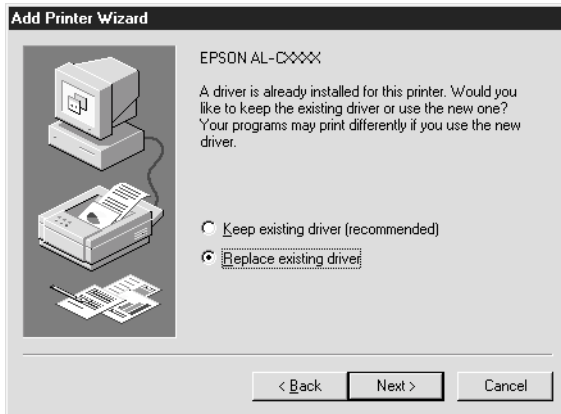 Add Printer Wizard
EPSON AL-CXXXX
A driver is already installed for this printer. Would you
like to keep the existing driver or use the new one?
Your programs may print differently if you use the new
driver.
Keep existing driver (recommended)
Replace existing driver
< Back
Next >
Cancel